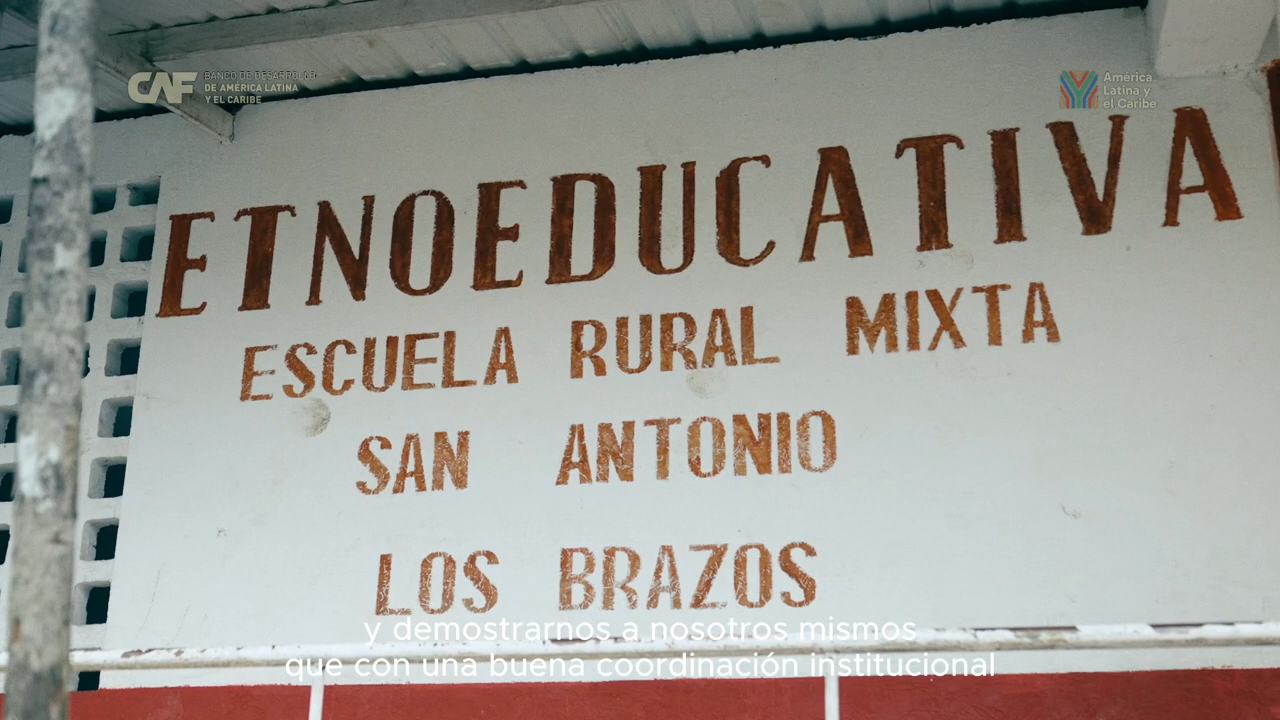 CAF
BANCO DE DESARROLLO
DE AMÉRICA LATINA
Y EL CARIBE
América
Latina y
el Caribe
ETNOEDUCATIVA
ESCUELA RURAL MIXTA
SAN ANTONIO
LOS BRAZOS
y demostrarnos a nosotros mismos
que con una buena coordinación institucional